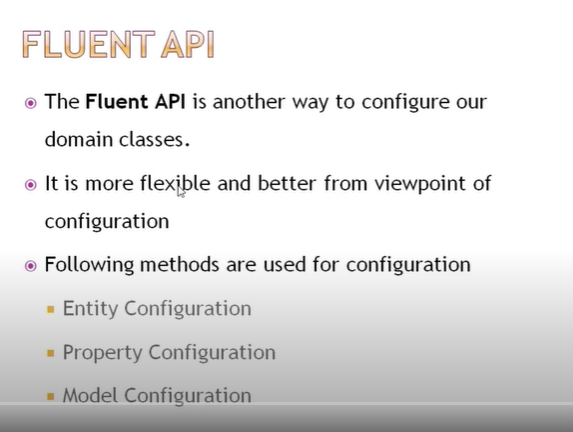 FLUENT API
The Fluent API is another way to configure our
domain classes.
It is more flexible and better from viewpoint of
configuration
Following methods are used for configuration
Entity Configuration
Property Configuration
Model Configuration